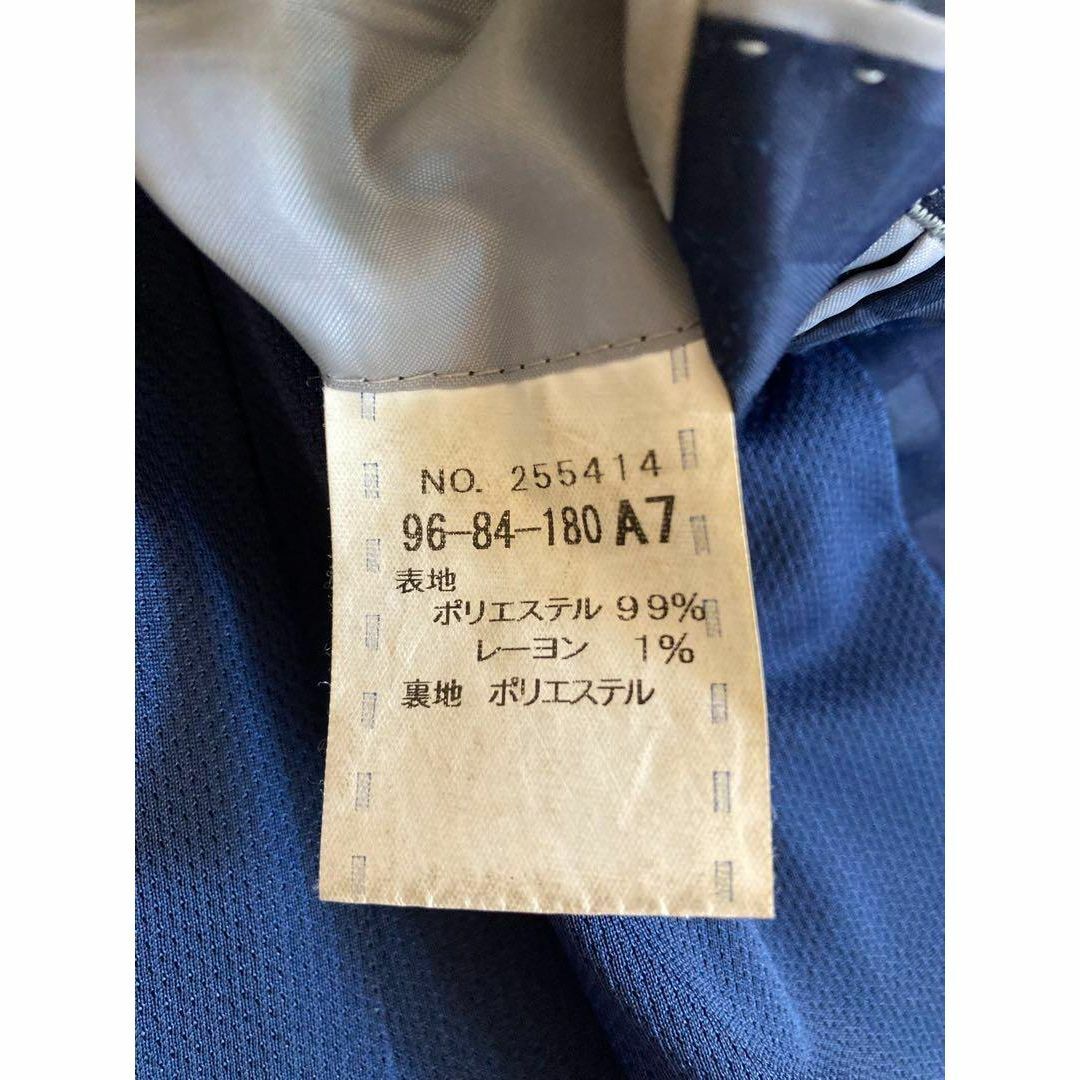 NO. 255414
96-84-180 A7
表地
ポリエステル 99%
レーヨン 1%
裏地 ポリエステル